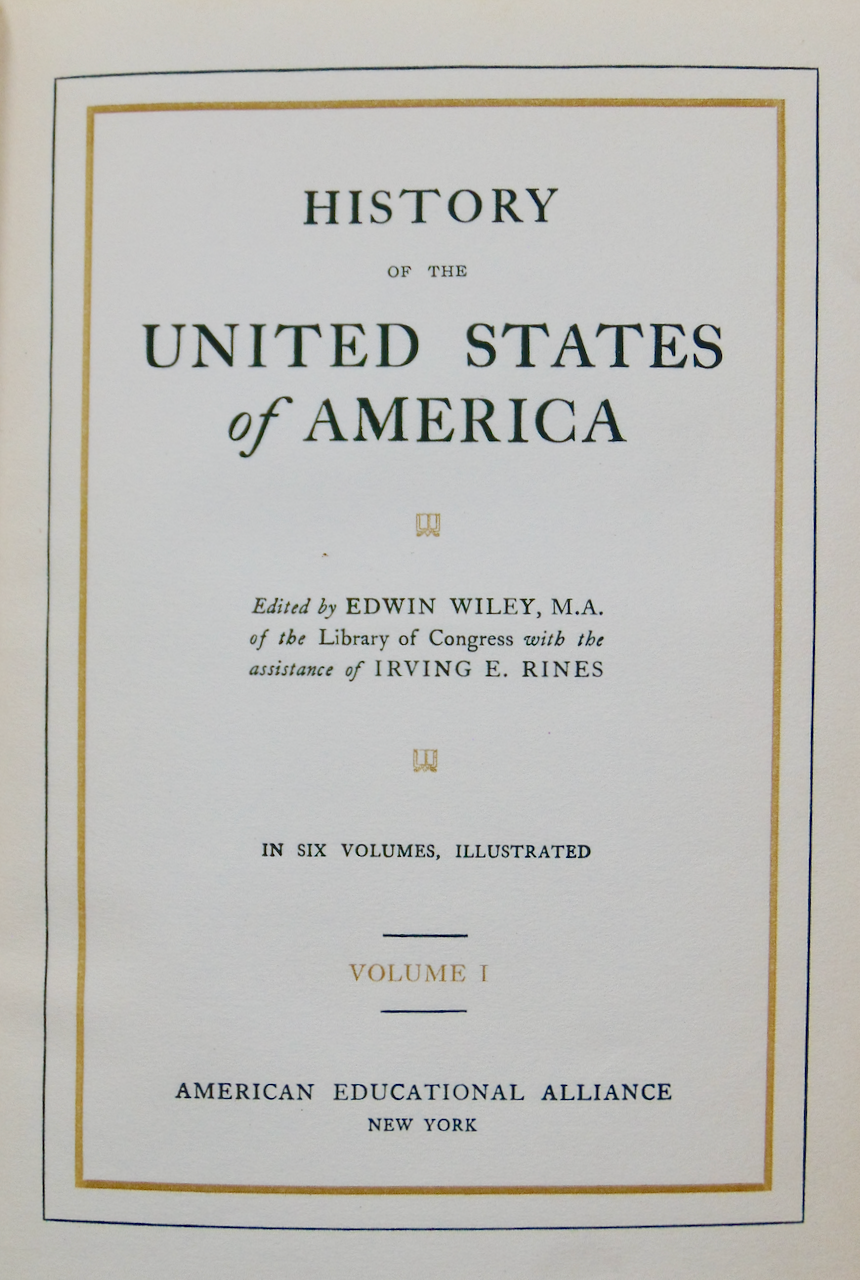 HISTORY
OF THE
UNITED STATES
of AMERICA
Edited by EDWIN WILEY, M.A.
of the Library of Congress with the
assistance of IRVING E. RINES
IN SIX VOLUMES, ILLUSTRATED
VOLUME I
AMERICAN EDUCATIONAL ALLIANCE
NEW YORK